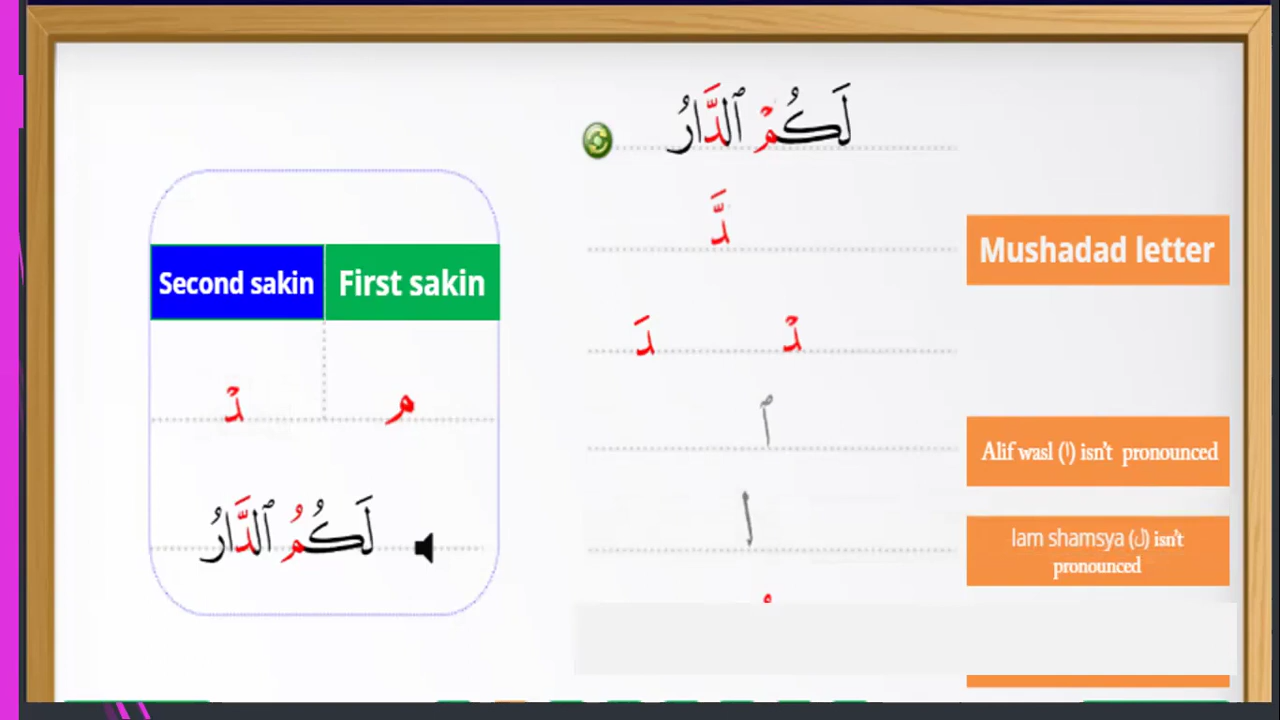 لَكُمْ ٱلدَّارُ
دَّ
Mushadad letter
دْ دَ
ٱ
Alif wasl (ا) isn't pronounced
ل
lam shamsya (ل) isn't
pronounced
Second sakin First sakin
دْ م
لَكُمُ ٱلدَّارُ